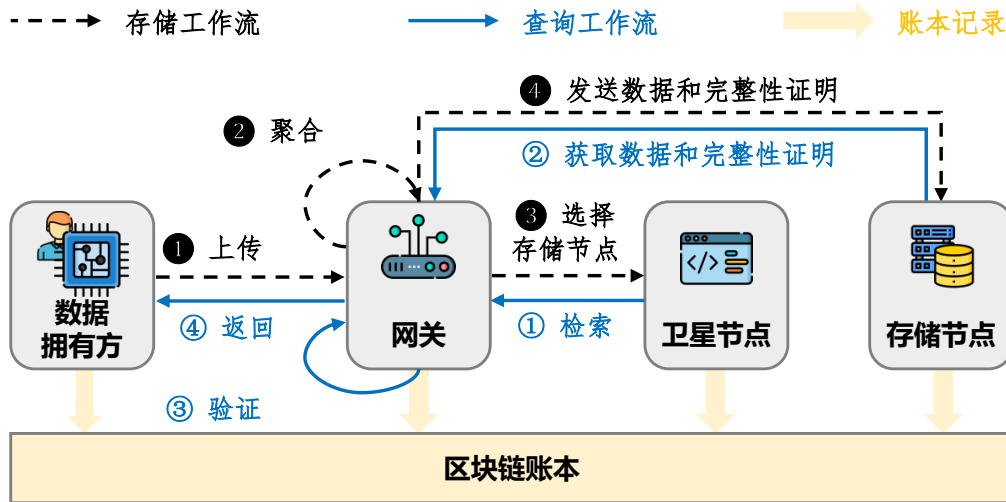 存储工作流
查询工作流
账本记录
❹ 发送数据和完整性证明
❷ 聚合
② 获取数据和完整性证明
❸ 选择
存储节点
❶ 上传
</>
④ 返回
① 检索
数据
拥有方
网关
卫星节点
存储节点
③ 验证
区块链账本